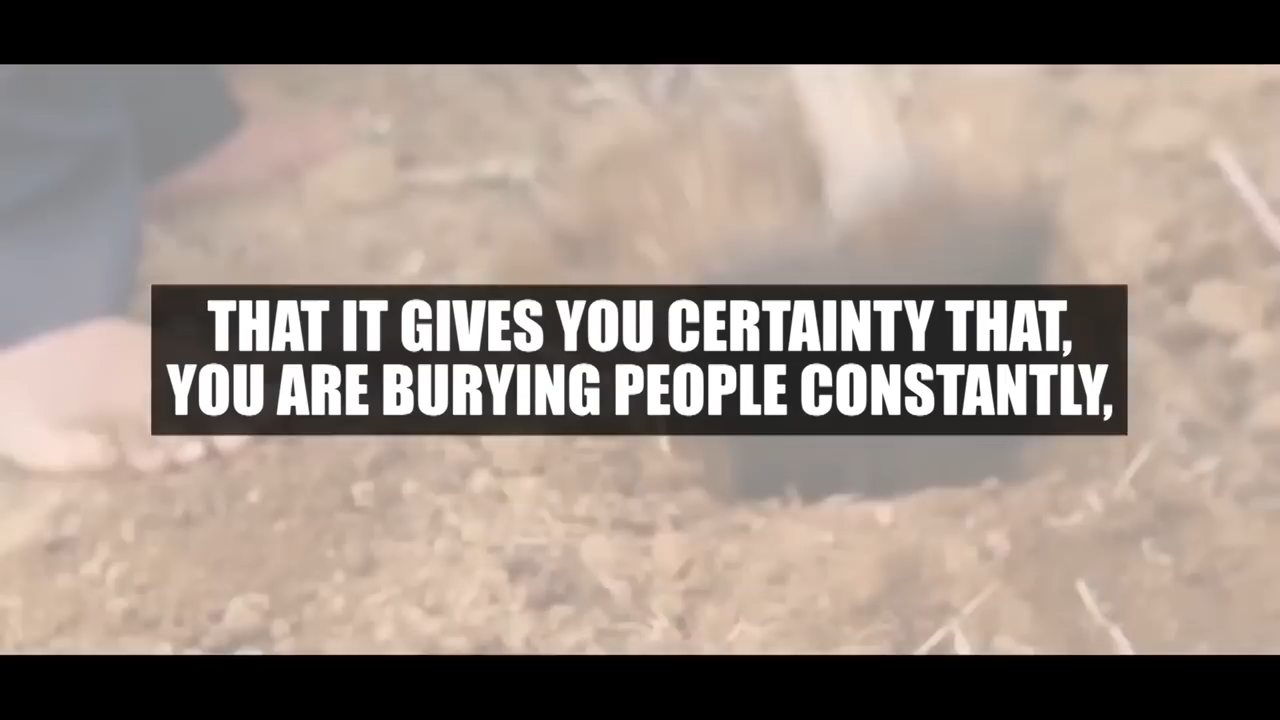 THAT IT GIVES YOU CERTAINTY THAT,
YOU ARE BURYING PEOPLE CONSTANTLY,